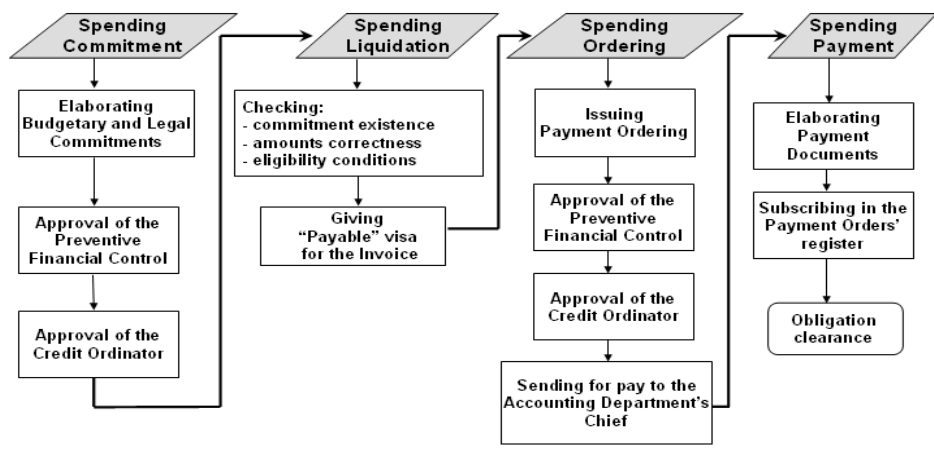 Spending
Commitment
Elaborating
Budgetary and Legal
Commitments
Approval of the
Preventive
Financial Control
Approval of the
Credit Ordinator
Spending
Liquidation
Checking:
- commitment existence
- amounts correctness
- eligibility conditions
Giving
“Payable” visa
for the Invoice
Spending
Ordering
Issuing
Payment Ordering
Approval of the
Preventive
Financial Control
Approval of the
Credit Ordinator
Sending for pay to the
Accounting Department’s
Chief
Spending
Payment
Elaborating
Payment
Documents
Subscribing in the
Payment Orders’
register
Obligation
clearance